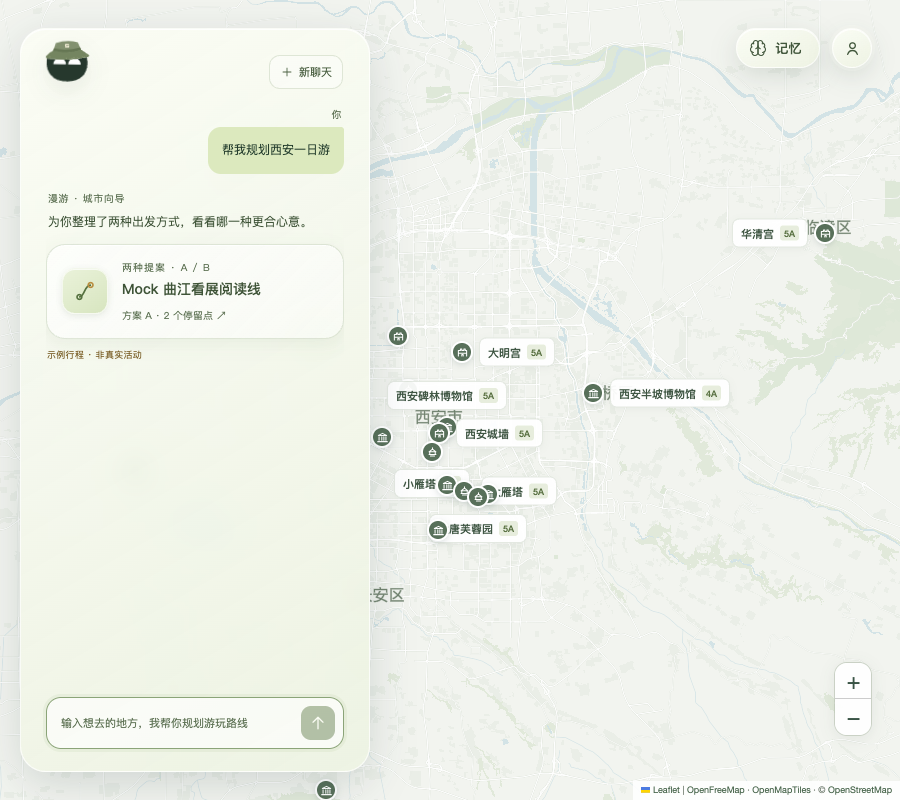 新聊天
记忆
你
帮我规划西安一日游
漫游 · 城市向导
为你整理了两种出发方式，看看哪一种更合心意。
两种提案 · A / B
Mock 曲江看展阅读线
方案 A · 2 个停留点 ↗
示例行程 · 非真实活动
华清宫 5A
大明宫 5A
西安碑林博物馆 5A
西安半坡博物馆 4A
西安市
西安城墙 5A
小雁塔
雁塔 5A
唐芙蓉园 5A
安区
+
−
输入想去的地方，我帮你规划游玩路线
Leaflet | OpenFreeMap · OpenMapTiles · © OpenStreetMap